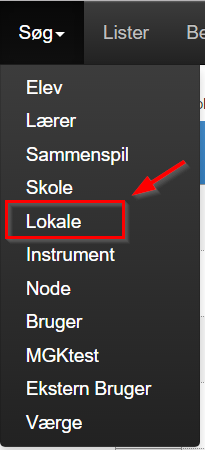 Søg Lister Be
Elev
Lærer
Sammenspil
Skole
Lokale
Instrument
Node
Bruger
MGKtest
Ekstern Bruger
Værge